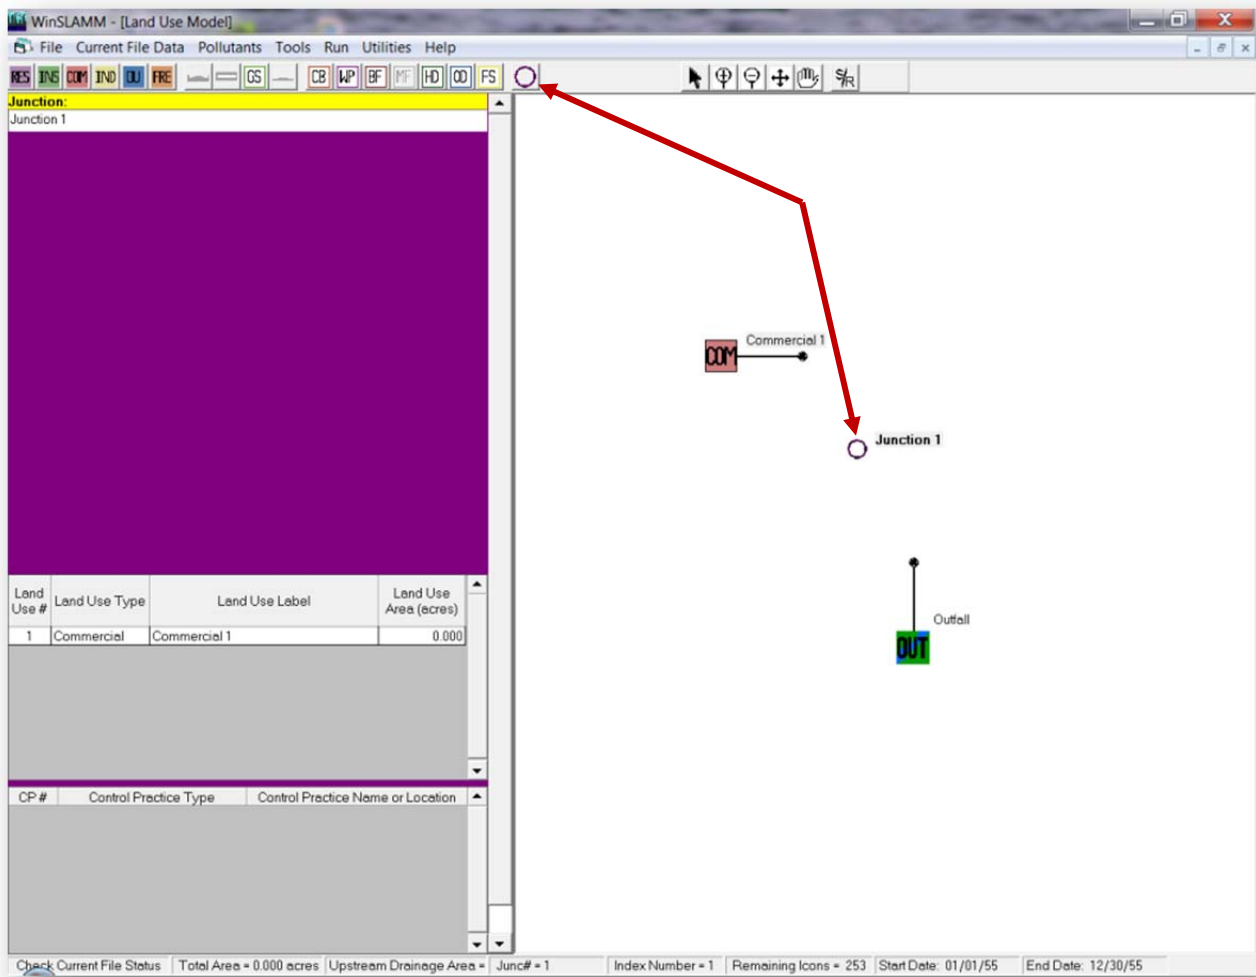 WinSLAMM - [Land Use Model]
File Current File Data Pollutants Tools Run Utilities Help
RES INS COM IND OU FRE GS CB WP BF MF HD OD FS S/R
Junction:
Junction 1
Commercial 1
COM
Junction 1
Outfall
OUT
Land Use # Land Use Type Land Use Label Land Use Area (acres)
1 Commercial Commercial 1 0.000
CP # Control Practice Type Control Practice Name or Location
Check Current File Status Total Area = 0.000 acres Upstream Drainage Area = Junc# = 1 Index Number = 1 Remaining Icons = 253 Start Date: 01/01/55 End Date: 12/30/55